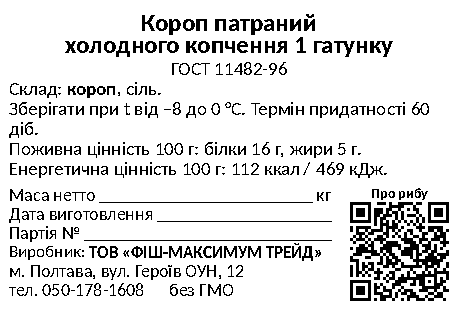 Короп патраний
холодного копчення 1 гатунку
ГОСТ 11482-96
Склад: короп, сіль.
Зберігати при t від –8 до 0 °С. Термін придатності 60
діб.
Поживна цінність 100 г: білки 16 г, жири 5 г.
Енергетична цінність 100 г: 112 ккал / 469 кДж.
Маса нетто ________________________ кг
Дата виготовлення ___________________
Партія № ___________________________
Виробник: ТОВ «ФІШ-МАКСИМУМ ТРЕЙД»
м. Полтава, вул. Героїв ОУН, 12
тел. 050-178-1608 без ГМО
Про рибу